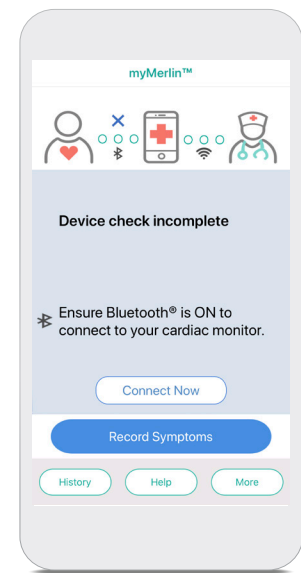 myMerlin™
Device check incomplete
Ensure Bluetooth® is ON to
connect to your cardiac monitor.
Connect Now
Record Symptoms
History Help More